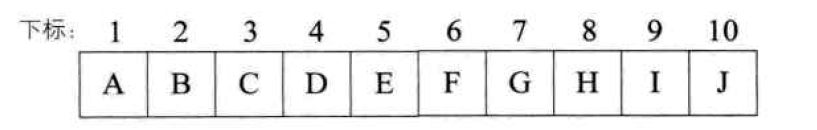 下标： 1 2 3 4 5 6 7 8 9 10
A B C D E F G H I J